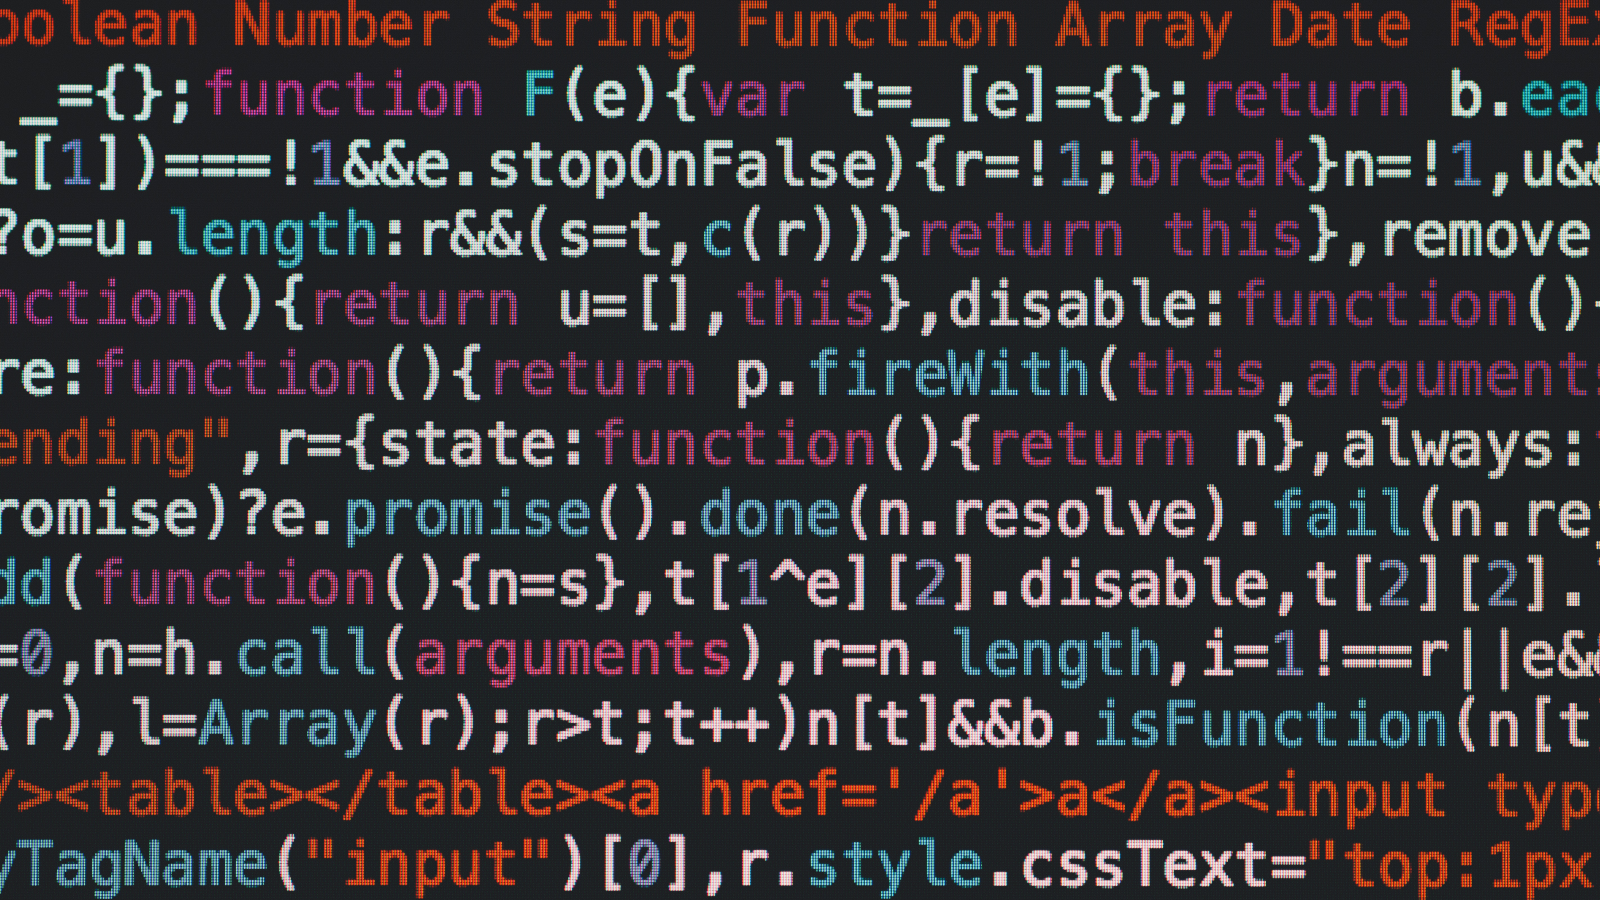 oolean Number String Function Array Date RegEx
_={};function F(e){var t=_[e]={};return b.eac
t[1])===!1&&e.stopOnFalse){r=!1;break}n=!1,u&&
?o=u.length:r&&(s=t,c(r))}return this},remove
nction(){return u=[],this},disable:function(){
re:function(){return p.fireWith(this,arguments
ending",r={state:function(){return n},always:
romise)?e.promise().done(n.resolve).fail(n.re
dd(function(){n=s},t[1^e][2].disable,t[2][2].
=0,n=h.call(arguments),r=n.length,i=1!==r||e&&
(r),l=Array(r);r>t;t++)n[t]&&b.isFunction(n[t
/><table></table><a href='/a'>a</a><input type
yTagName("input")[0],r.style.cssText="top:1px